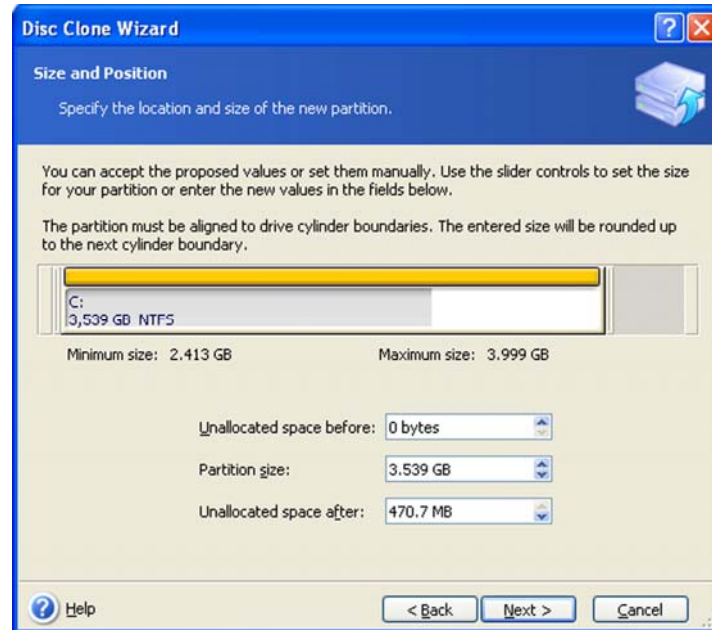 Disc Clone Wizard
Size and Position
Specify the location and size of the new partition.
You can accept the proposed values or set them manually. Use the slider controls to set the size
for your partition or enter the new values in the fields below.
The partition must be aligned to drive cylinder boundaries. The entered size will be rounded up
to the next cylinder boundary.
C:
3,539 GB NTFS
Minimum size: 2.413 GB Maximum size: 3.999 GB
Unallocated space before: 0 bytes
Partition size: 3.539 GB
Unallocated space after: 470.7 MB
Help < Back Next > Cancel